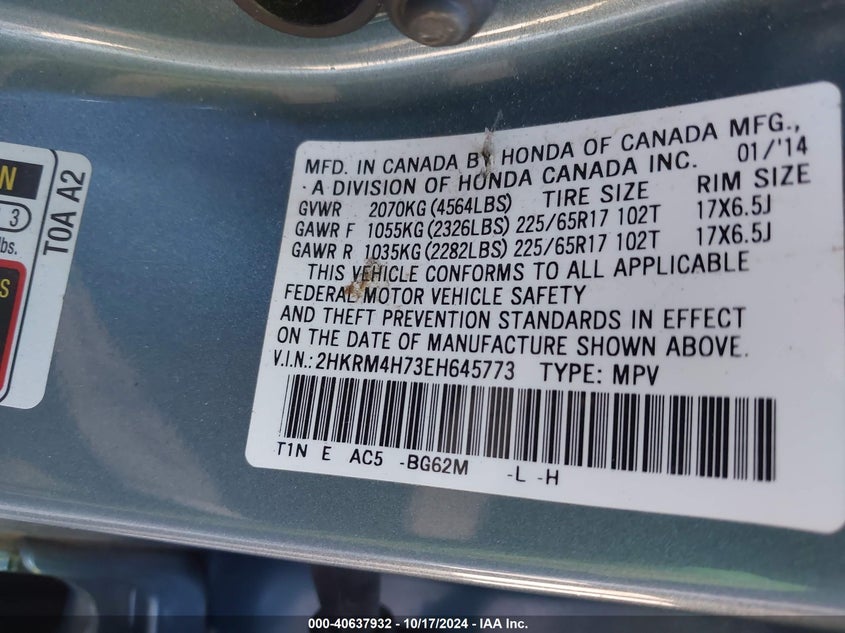 MFD. IN CANADA BY HONDA OF CANADA MFG.,
A DIVISION OF HONDA CANADA INC. 01/'14
GVWR 2070KG (4564LBS) TIRE SIZE RIM SIZE
GAWR F 1055KG (2326LBS) 225/65R17 102T 17X6.5J
GAWR R 1035KG (2282LBS) 225/65R17 102T 17X6.5J
THIS VEHICLE CONFORMS TO ALL APPLICABLE
FEDERAL MOTOR VEHICLE SAFETY
AND THEFT PREVENTION STANDARDS IN EFFECT
ON THE DATE OF MANUFACTURE SHOWN ABOVE.
V.I.N.: 2HKRM4H73EH645773 TYPE: MPV
T1N E AC5 -BG62M -L -H
N
3
lbs.
S
T0A A2
000-40637932 - 10/17/2024 - IAA Inc.